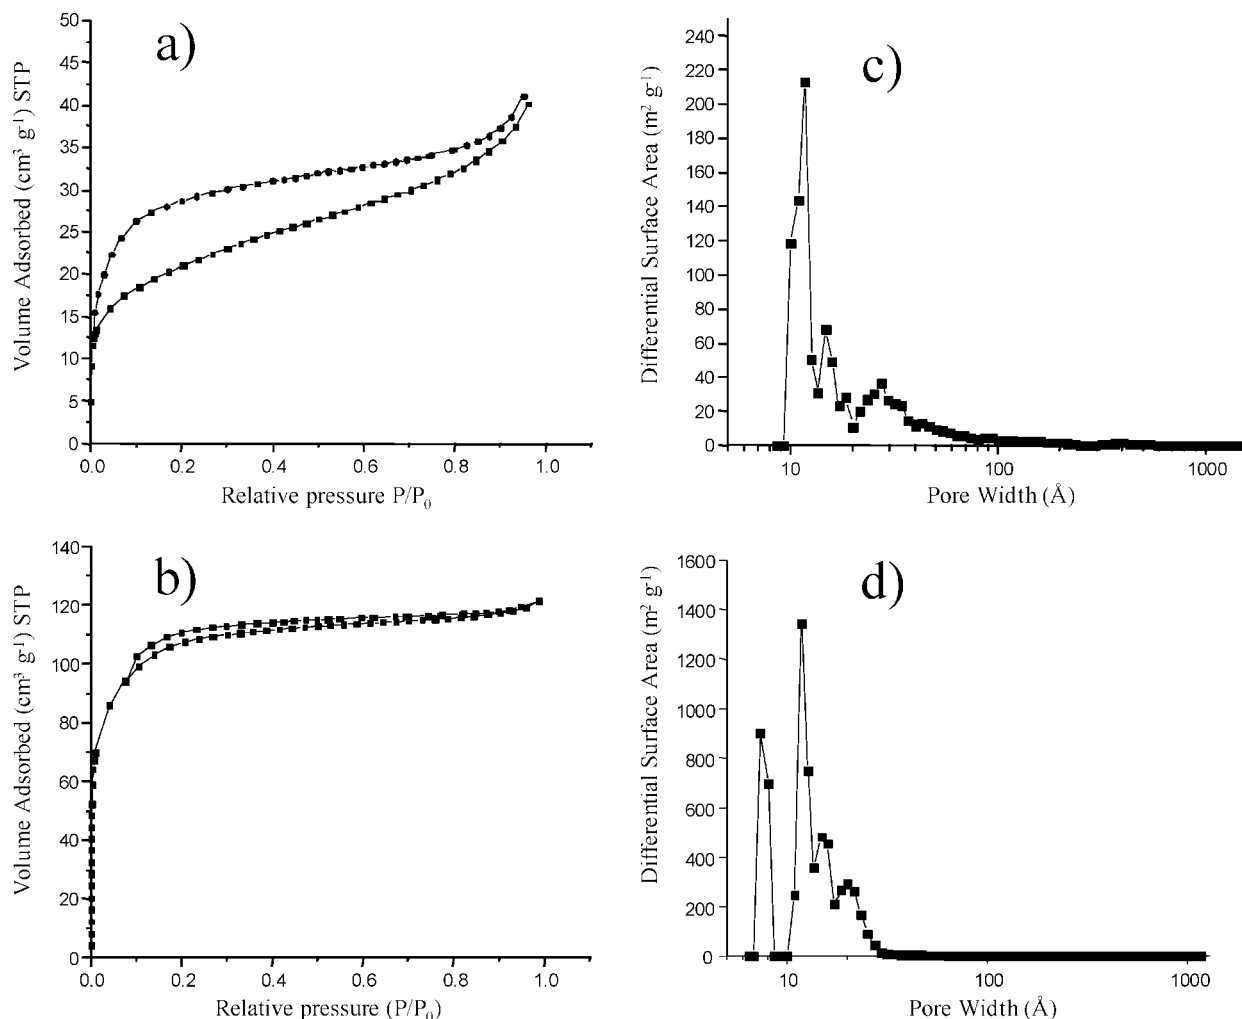 a)
Volume Adsorbed (cm³ g⁻¹) STP
50
45
40
35
30
25
20
15
10
5
0
0.0 0.2 0.4 0.6 0.8 1.0
Relative pressure P/P₀
c)
Differential Surface Area (m² g⁻¹)
240
220
200
180
160
140
120
100
80
60
40
20
0
10 100 1000
Pore Width (Å)
b)
Volume Adsorbed (cm³ g⁻¹) STP
140
120
100
80
60
40
20
0
0.0 0.2 0.4 0.6 0.8 1.0
Relative pressure (P/P₀)
d)
Differential Surface Area (m² g⁻¹)
1600
1400
1200
1000
800
600
400
200
0
10 100 1000
Pore Width (Å)